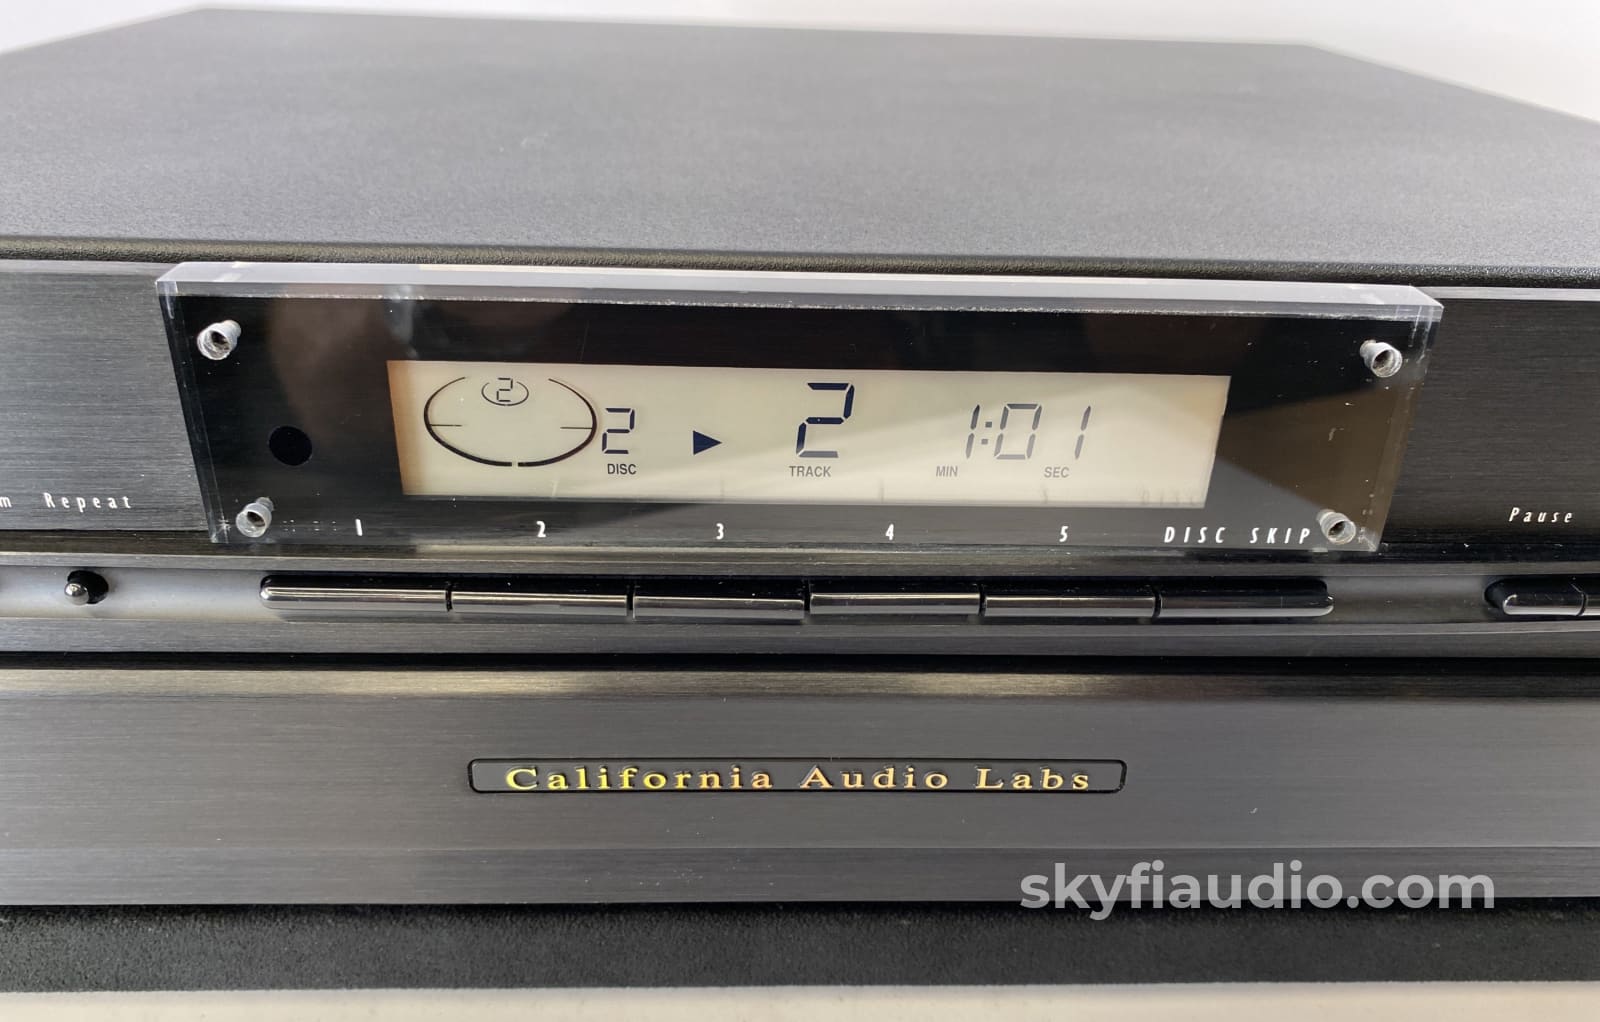 2
2 2 1:01
DISC TRACK MIN SEC
Repeat 1 2 3 4 5 DISC SKIP Pause
California Audio Labs
skyfiaudio.com